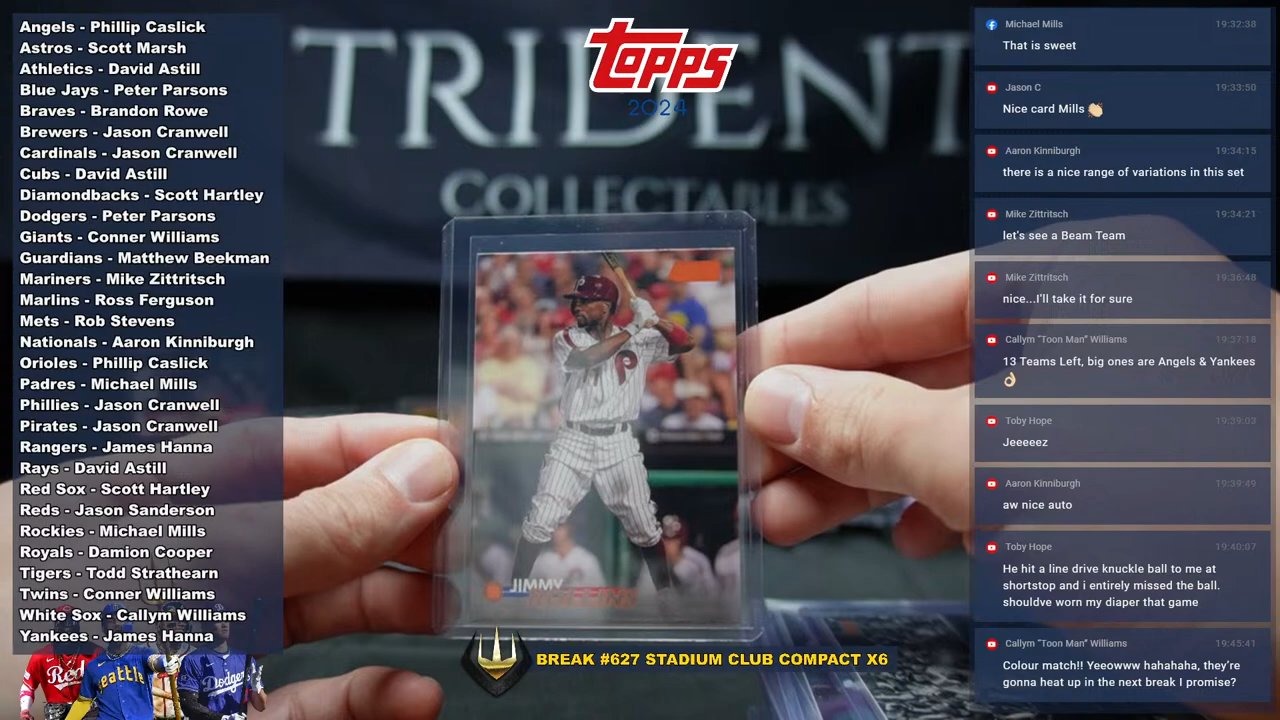 Angels - Phillip Caslick
Astros - Scott Marsh
Athletics - David Astill
Blue Jays - Peter Parsons
Braves - Brandon Rowe
Brewers - Jason Cranwell
Cardinals - Jason Cranwell
Cubs - David Astill
Diamondbacks - Scott Hartley
Dodgers - Peter Parsons
Giants - Conner Williams
Guardians - Matthew Beekman
Mariners - Mike Zittritsch
Marlins - Ross Ferguson
Mets - Rob Stevens
Nationals - Aaron Kinniburgh
Orioles - Phillip Caslick
Padres - Michael Mills
Phillies - Jason Cranwell
Pirates - Jason Cranwell
Rangers - James Hanna
Rays - David Astill
Red Sox - Scott Hartley
Reds - Jason Sanderson
Rockies - Michael Mills
Royals - Damion Cooper
Tigers - Todd Strathearn
Twins - Conner Williams
White Sox - Callym Williams
Yankees - James Hanna
Reds
Seattle
Dodgers
topps
2024
TRIDENT
COLLECTABLES
P
JIMMY
ROLLINS
BREAK #627 STADIUM CLUB COMPACT X6
Michael Mills 19:32:38
That is sweet
Jason C 19:33:50
Nice card Mills 👏🏼
Aaron Kinniburgh 19:34:15
there is a nice range of variations in this set
Mike Zittritsch 19:34:21
let's see a Beam Team
Mike Zittritsch 19:36:48
nice...I'll take it for sure
Callym “Toon Man” Williams 19:37:18
13 Teams Left, big ones are Angels & Yankees
👌🏼
Toby Hope 19:39:03
Jeeeeez
Aaron Kinniburgh 19:39:49
aw nice auto
Toby Hope 19:40:07
He hit a line drive knuckle ball to me at
shortstop and i entirely missed the ball.
shouldve worn my diaper that game
Callym “Toon Man” Williams 19:45:41
Colour match!! Yeeowww hahahaha, they're
gonna heat up in the next break I promise?